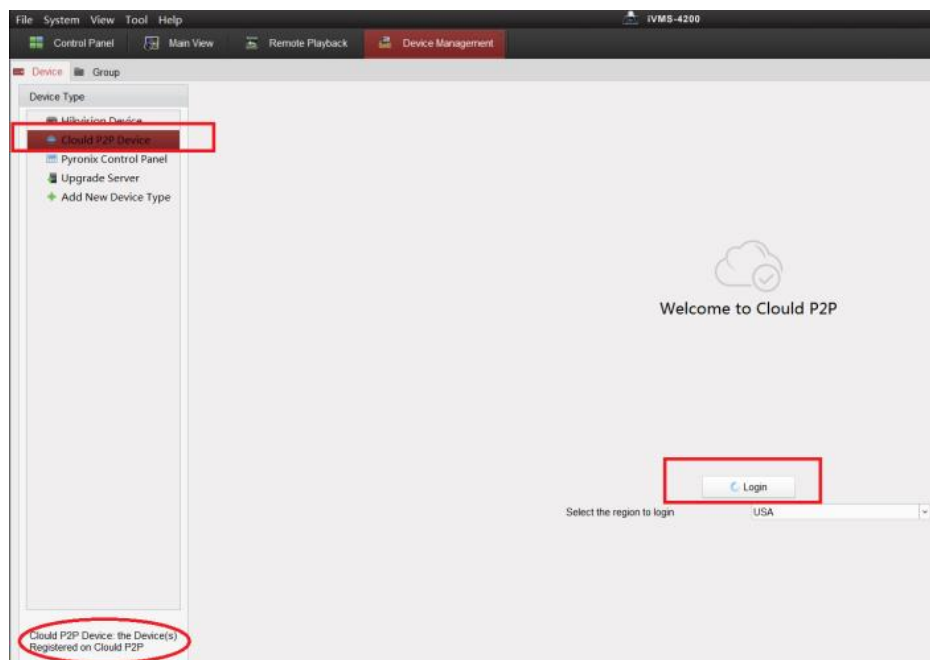 File System View Tool Help
iVMS-4200
Control Panel Main View Remote Playback Device Management
Device Group
Device Type
Hikvision Device
Clould P2P Device
Pyronix Control Panel
Upgrade Server
Add New Device Type
Welcome to Clould P2P
Login
Select the region to login USA
Clould P2P Device: the Device(s)
Registered on Clould P2P